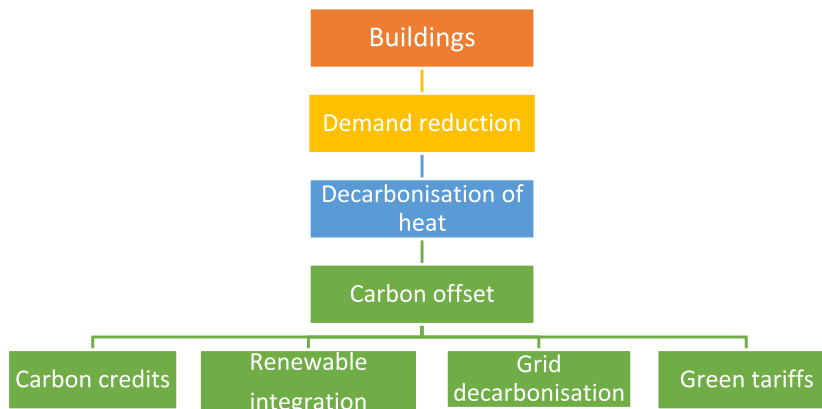 Buildings
Demand reduction
Decarbonisation of
heat
Carbon offset
Carbon credits
Renewable
integration
Grid
decarbonisation
Green tariffs